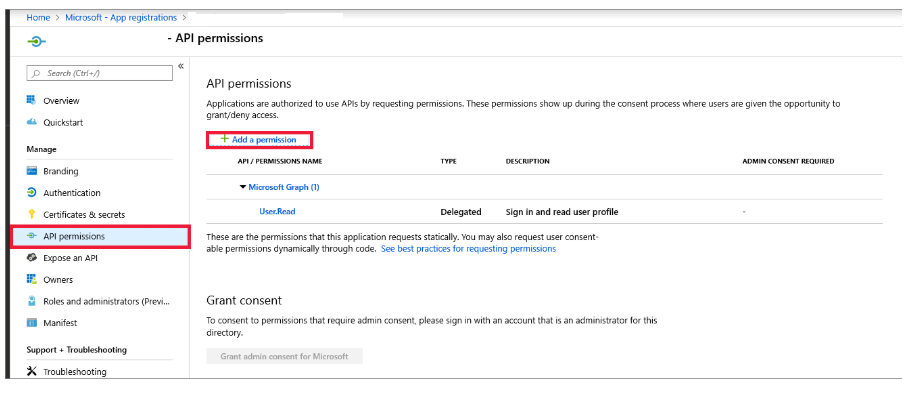 Home > Microsoft - App registrations >
- API permissions
Search (Ctrl+/)
«
Overview
Quickstart
Manage
Branding
Authentication
Certificates & secrets
API permissions
Expose an API
Owners
Roles and administrators (Previ...
Manifest
Support + Troubleshooting
Troubleshooting
API permissions
Applications are authorized to use APIs by requesting permissions. These permissions show up during the consent process where users are given the opportunity to
grant/deny access.
+ Add a permission
API / PERMISSIONS NAME TYPE DESCRIPTION ADMIN CONSENT REQUIRED
Microsoft Graph (1)
User.Read Delegated Sign in and read user profile -
These are the permissions that this application requests statically. You may also request user consent-
able permissions dynamically through code. See best practices for requesting permissions
Grant consent
To consent to permissions that require admin consent, please sign in with an account that is an administrator for this
directory.
Grant admin consent for Microsoft